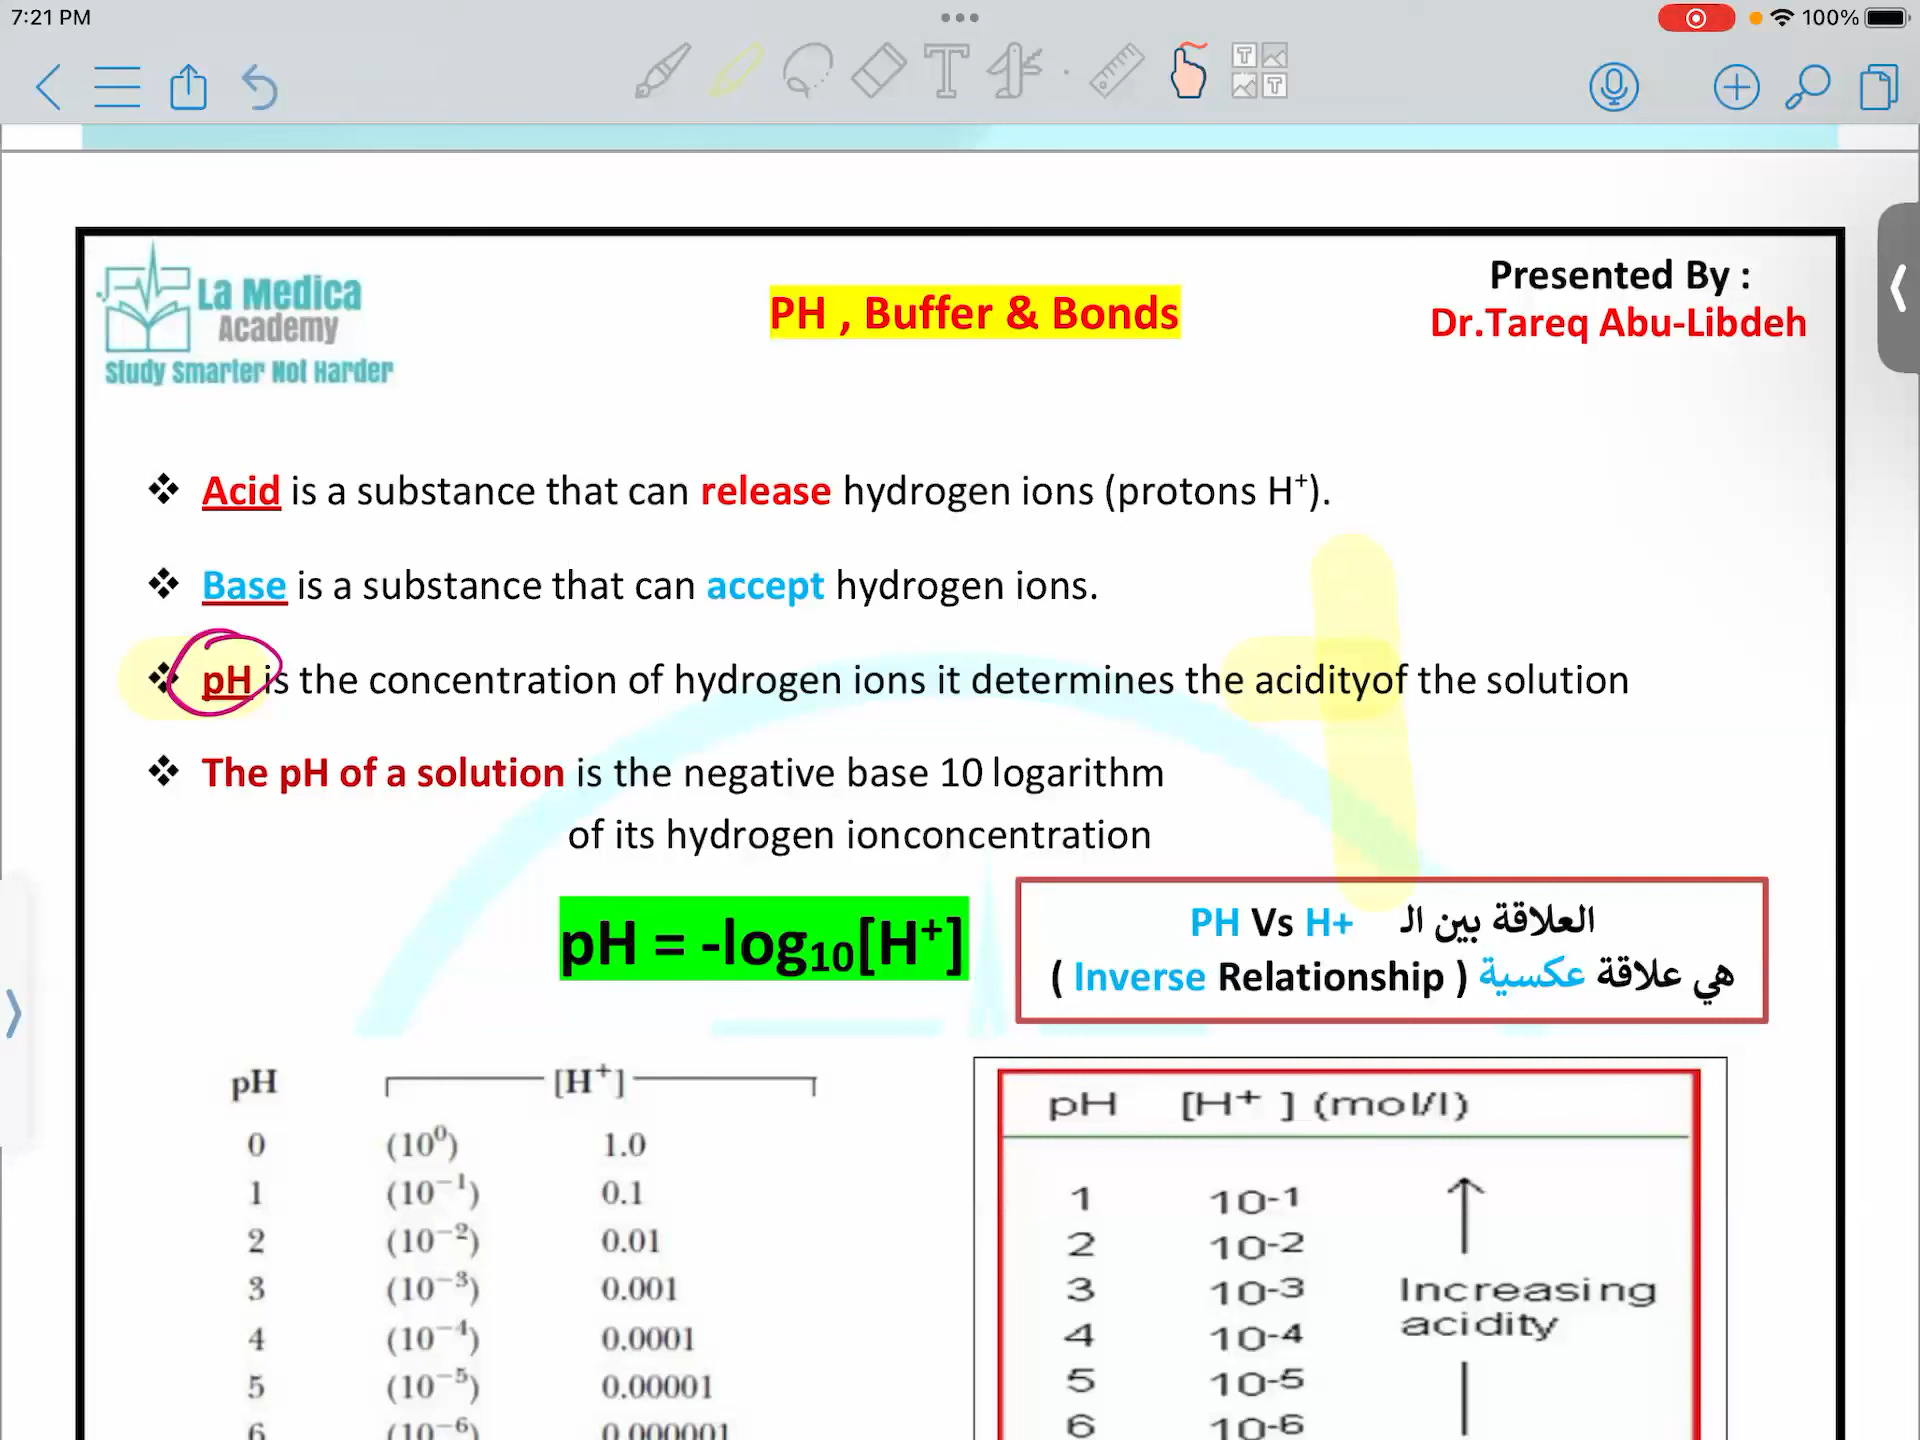 7:21 PM
100%
La Medica
Academy
Study Smarter Not Harder
PH , Buffer & Bonds
Presented By :
Dr.Tareq Abu-Libdeh
❖ Acid is a substance that can release hydrogen ions (protons H⁺).
❖ Base is a substance that can accept hydrogen ions.
❖ pH is the concentration of hydrogen ions it determines the acidityof the solution
❖ The pH of a solution is the negative base 10 logarithm
of its hydrogen ionconcentration
pH = -log₁₀[H⁺]
العلاقة بين الـ PH Vs H+
هي علاقة عكسية ( Inverse Relationship )
pH [H⁺]
0 (10⁰) 1.0
1 (10⁻¹) 0.1
2 (10⁻²) 0.01
3 (10⁻³) 0.001
4 (10⁻⁴) 0.0001
5 (10⁻⁵) 0.00001
6 (10⁻⁶) 0.000001
pH [H⁺ ] (mol/l)
1 10-1
2 10-2
3 10-3
4 10-4
5 10-5
6 10-6
Increasing
acidity